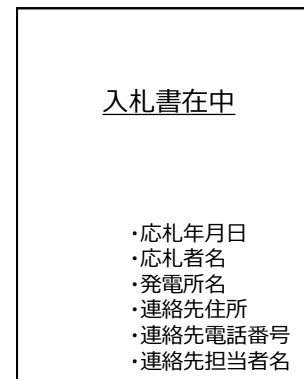 入札書在中
・応札年月日
・応札者名
・発電所名
・連絡先住所
・連絡先電話番号
・連絡先担当者名